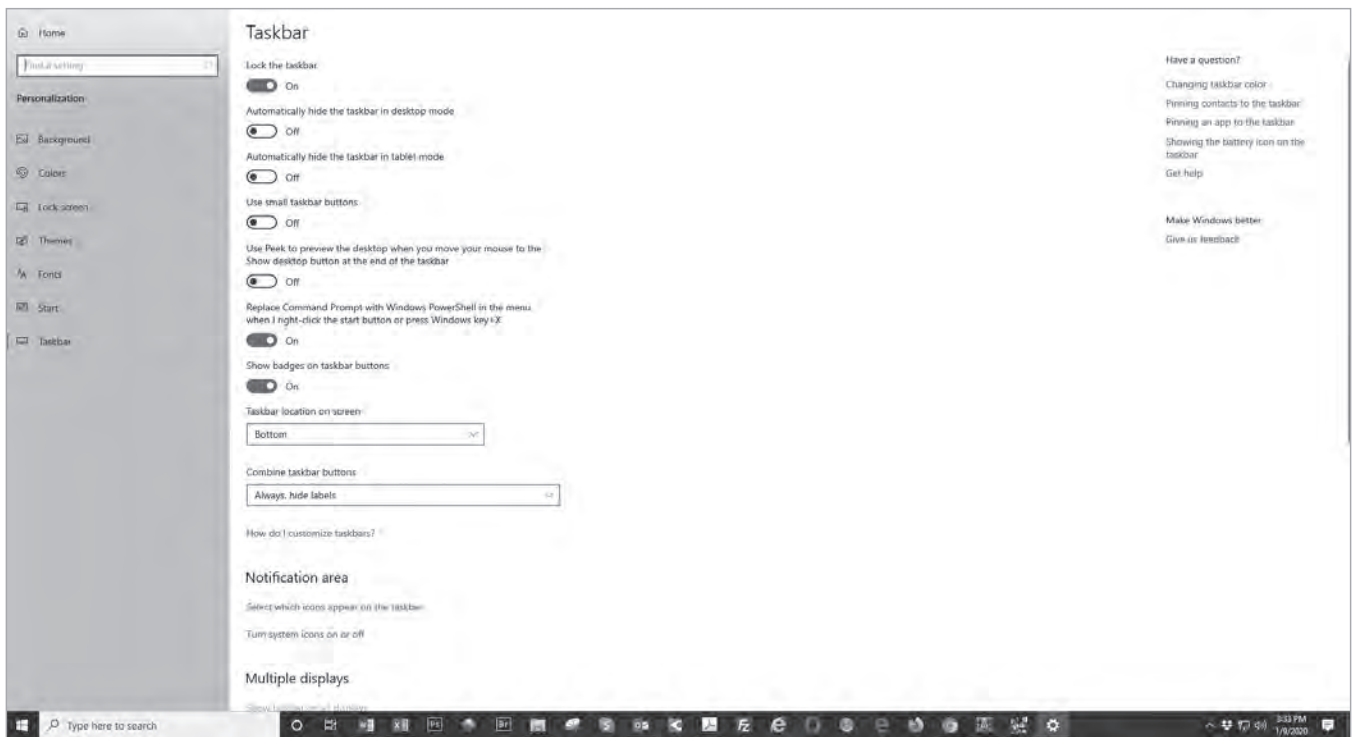 Home
Find a setting
Personalization
Background
Colors
Lock screen
Themes
Fonts
Start
Taskbar
Taskbar
Lock the taskbar
On
Automatically hide the taskbar in desktop mode
Off
Automatically hide the taskbar in tablet mode
Off
Use small taskbar buttons
Off
Use Peek to preview the desktop when you move your mouse to the
Show desktop button at the end of the taskbar
Off
Replace Command Prompt with Windows PowerShell in the menu
when I right-click the start button or press Windows key+X
On
Show badges on taskbar buttons
On
Taskbar location on screen
Bottom
Combine taskbar buttons
Always, hide labels
How do I customize taskbars?
Notification area
Select which icons appear on the taskbar
Turn system icons on or off
Multiple displays
Have a question?
Changing taskbar color
Pinning contacts to the taskbar
Pinning an app to the taskbar
Showing the battery icon on the
taskbar
Get help
Make Windows better
Give us feedback
Type here to search
Ps
Br
Fz
3:33 PM
1/9/2020